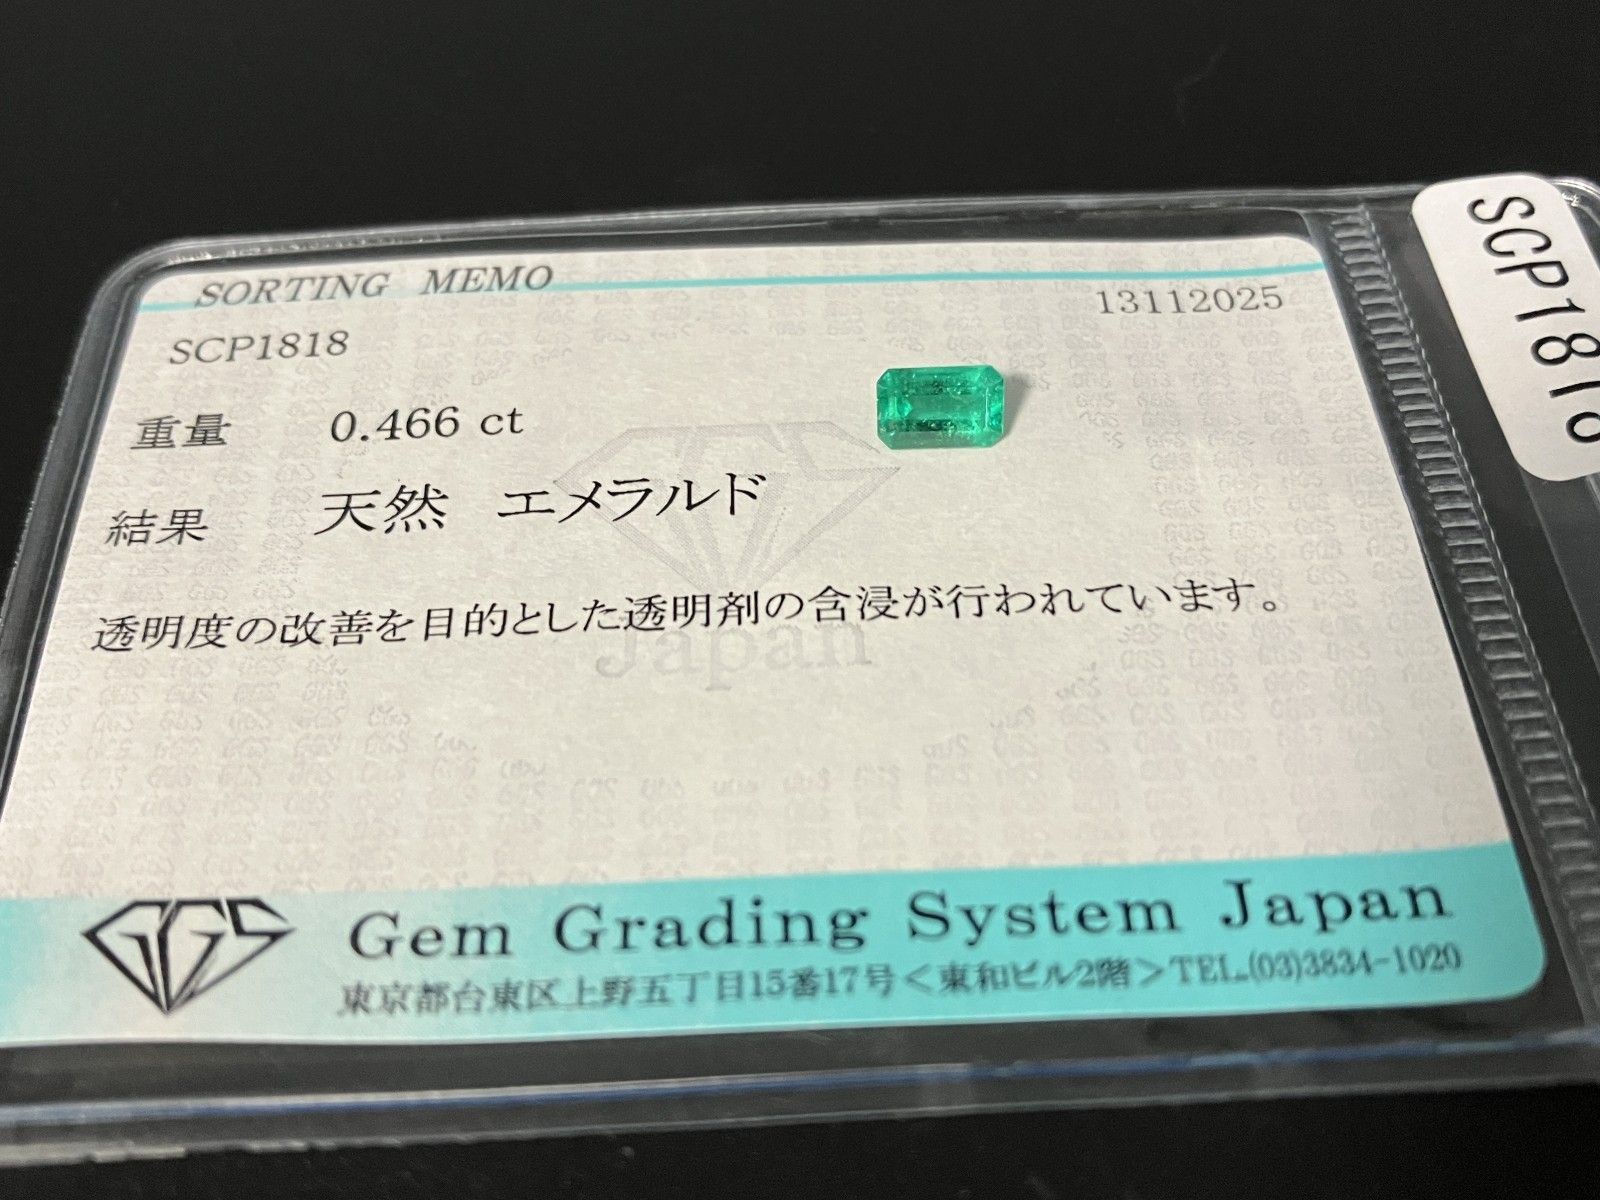 SORTING MEMO
13112025
SCP1818
重量 0.466 ct
結果 天然 エメラルド
透明度の改善を目的とした透明剤の含浸が行われています。
Japan
GGS Gem Grading System Japan
東京都台東区上野五丁目15番17号<東和ビル2階>TEL.(03)3834-1020
SCP1818